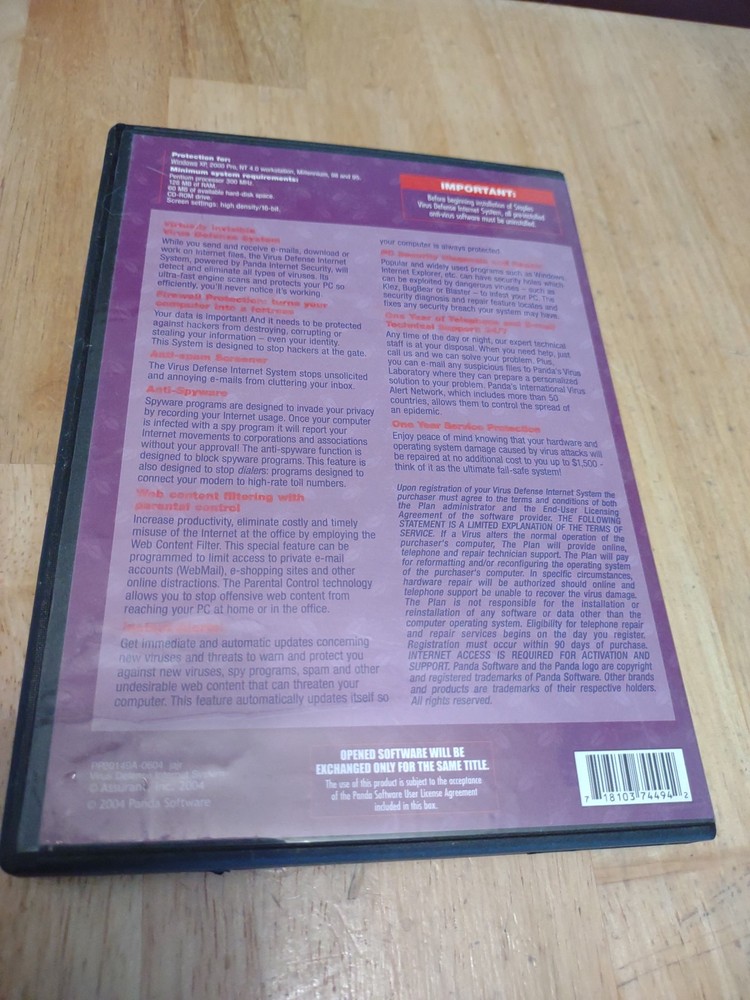 Protection for:
Windows XP, 2000 Pro, NT 4.0 workstation, Millennium, 98 and 95.
Minimum system requirements:
Pentium processor 300 MHz.
128 MB of RAM.
60 MB of available hard-disk space.
CD-ROM drive.
Screen settings: high density/16-bit.
IMPORTANT:
Before beginning installation of Staples
Virus Defense Internet System, all pre-installed
anti-virus software must be uninstalled.
Virtually Invisible
Virus Defense System
While you send and receive e-mails, download or
work on Internet files, the Virus Defense Internet
System, powered by Panda Internet Security, will
detect and eliminate all types of viruses. Its
ultra-fast engine scans and protects your PC so
efficiently, you'll never notice it's working.
Firewall Protection: turns your
computer into a fortress
Your data is Important! And it needs to be protected
against hackers from destroying, corrupting or
stealing your information – even your identity.
This System is designed to stop hackers at the gate.
Anti-spam Screener
The Virus Defense Internet System stops unsolicited
and annoying e-mails from cluttering your inbox.
Anti-Spyware
Spyware programs are designed to invade your privacy
by recording your Internet usage. Once your computer
is infected with a spy program it will report your
Internet movements to corporations and associations
without your approval! The anti-spyware function is
designed to block spyware programs. This feature is
also designed to stop dialers: programs designed to
connect your modem to high-rate toll numbers.
Web content filtering with
parental control
Increase productivity, eliminate costly and timely
misuse of the Internet at the office by employing the
Web Content Filter. This special feature can be
programmed to limit access to private e-mail
accounts (WebMail), e-shopping sites and other
online distractions. The Parental Control technology
allows you to stop offensive web content from
reaching your PC at home or in the office.
Get immediate and automatic updates concerning
new viruses and threats to warn and protect you
against new viruses, spy programs, spam and other
undesirable web content that can threaten your
computer. This feature automatically updates itself so
your computer is always protected.
PC Security Diagnosis and Repair
Popular and widely used programs such as Windows,
Internet Explorer, etc. can have security holes which
can be exploited by dangerous viruses – such as
Klez, BugBear or Blaster – to infest your PC. The
security diagnosis and repair feature locates and
fixes any security breach your system may have.
One Year of Telephone and E-mail
Technical Support: 24/7
Any time of the day or night, our expert technical
staff is at your disposal. When you need help, just
call us and we can solve your problem. Plus,
you can e-mail any suspicious files to Panda's Virus
Laboratory where they can prepare a personalized
solution to your problem. Panda's International Virus
Alert Network, which includes more than 50
countries, allows them to control the spread of
an epidemic.
One Year Service Protection
Enjoy peace of mind knowing that your hardware and
operating system damage caused by virus attacks will
be repaired at no additional cost to you up to $1,500 -
think of it as the ultimate fail-safe system!
Upon registration of your Virus Defense Internet System the
purchaser must agree to the terms and conditions of both
the Plan administrator and the End-User Licensing
Agreement of the software provider. THE FOLLOWING
STATEMENT IS A LIMITED EXPLANATION OF THE TERMS OF
SERVICE. If a Virus alters the normal operation of the
purchaser's computer, The Plan will provide online,
telephone and repair technician support. The Plan will pay
for reformatting and/or reconfiguring the operating system
of the purchaser's computer. In specific circumstances,
hardware repair will be authorized should online and
telephone support be unable to recover the virus damage.
The Plan is not responsible for the installation or
reinstallation of any software or data other than the
computer operating system. Eligibility for telephone repair
and repair services begins on the day you register.
Registration must occur within 90 days of purchase.
INTERNET ACCESS IS REQUIRED FOR ACTIVATION AND
SUPPORT. Panda Software and the Panda logo are copyright
and registered trademarks of Panda Software. Other brands
and products are trademarks of their respective holders.
All rights reserved.
Virus Defense Internet System
© Assurant 2004
© 2004 Panda Software
OPENED SOFTWARE WILL BE
EXCHANGED ONLY FOR THE SAME TITLE.
The use of this product is subject to the acceptance
of the Panda Software User License Agreement
included in this box.
7 18103 74494 2